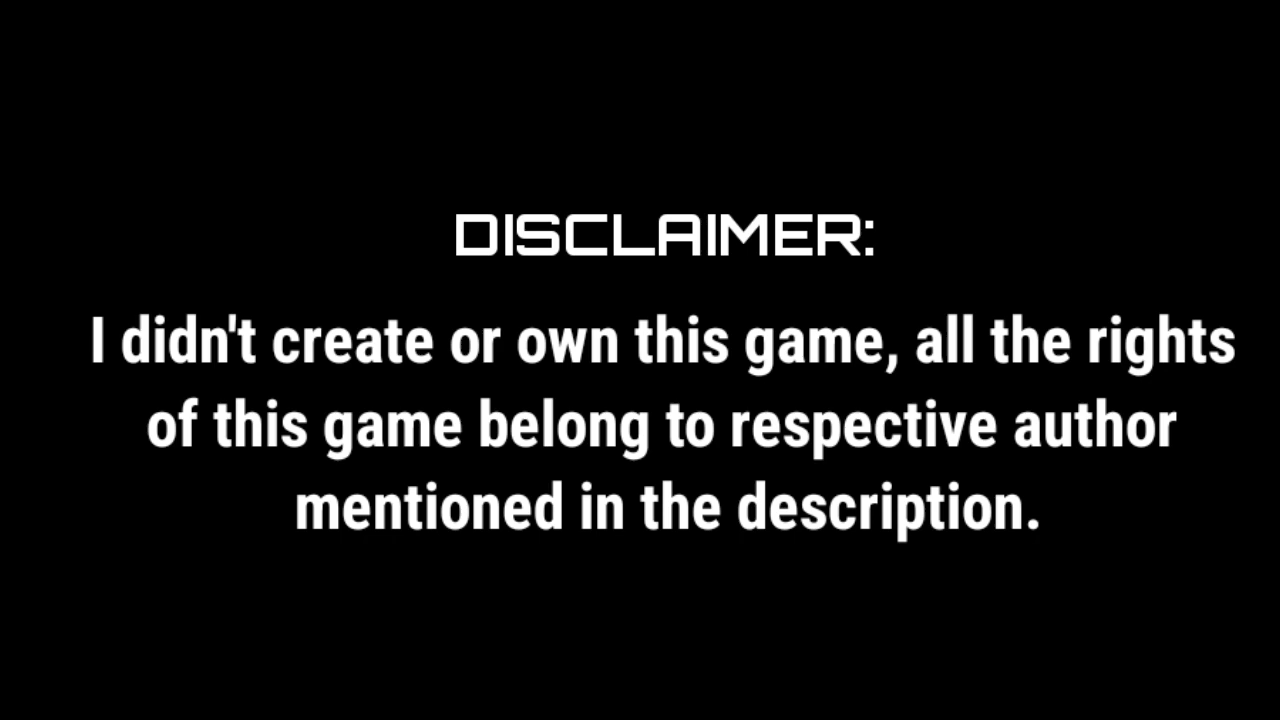 DISCLAIMER:
I didn't create or own this game, all the rights
of this game belong to respective author
mentioned in the description.